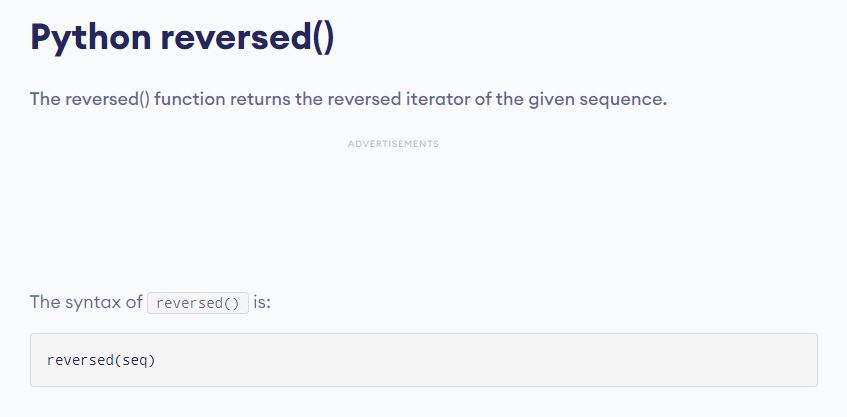 Python reversed()
The reversed() function returns the reversed iterator of the given sequence.
ADVERTISEMENTS
The syntax of reversed() is:
reversed(seq)